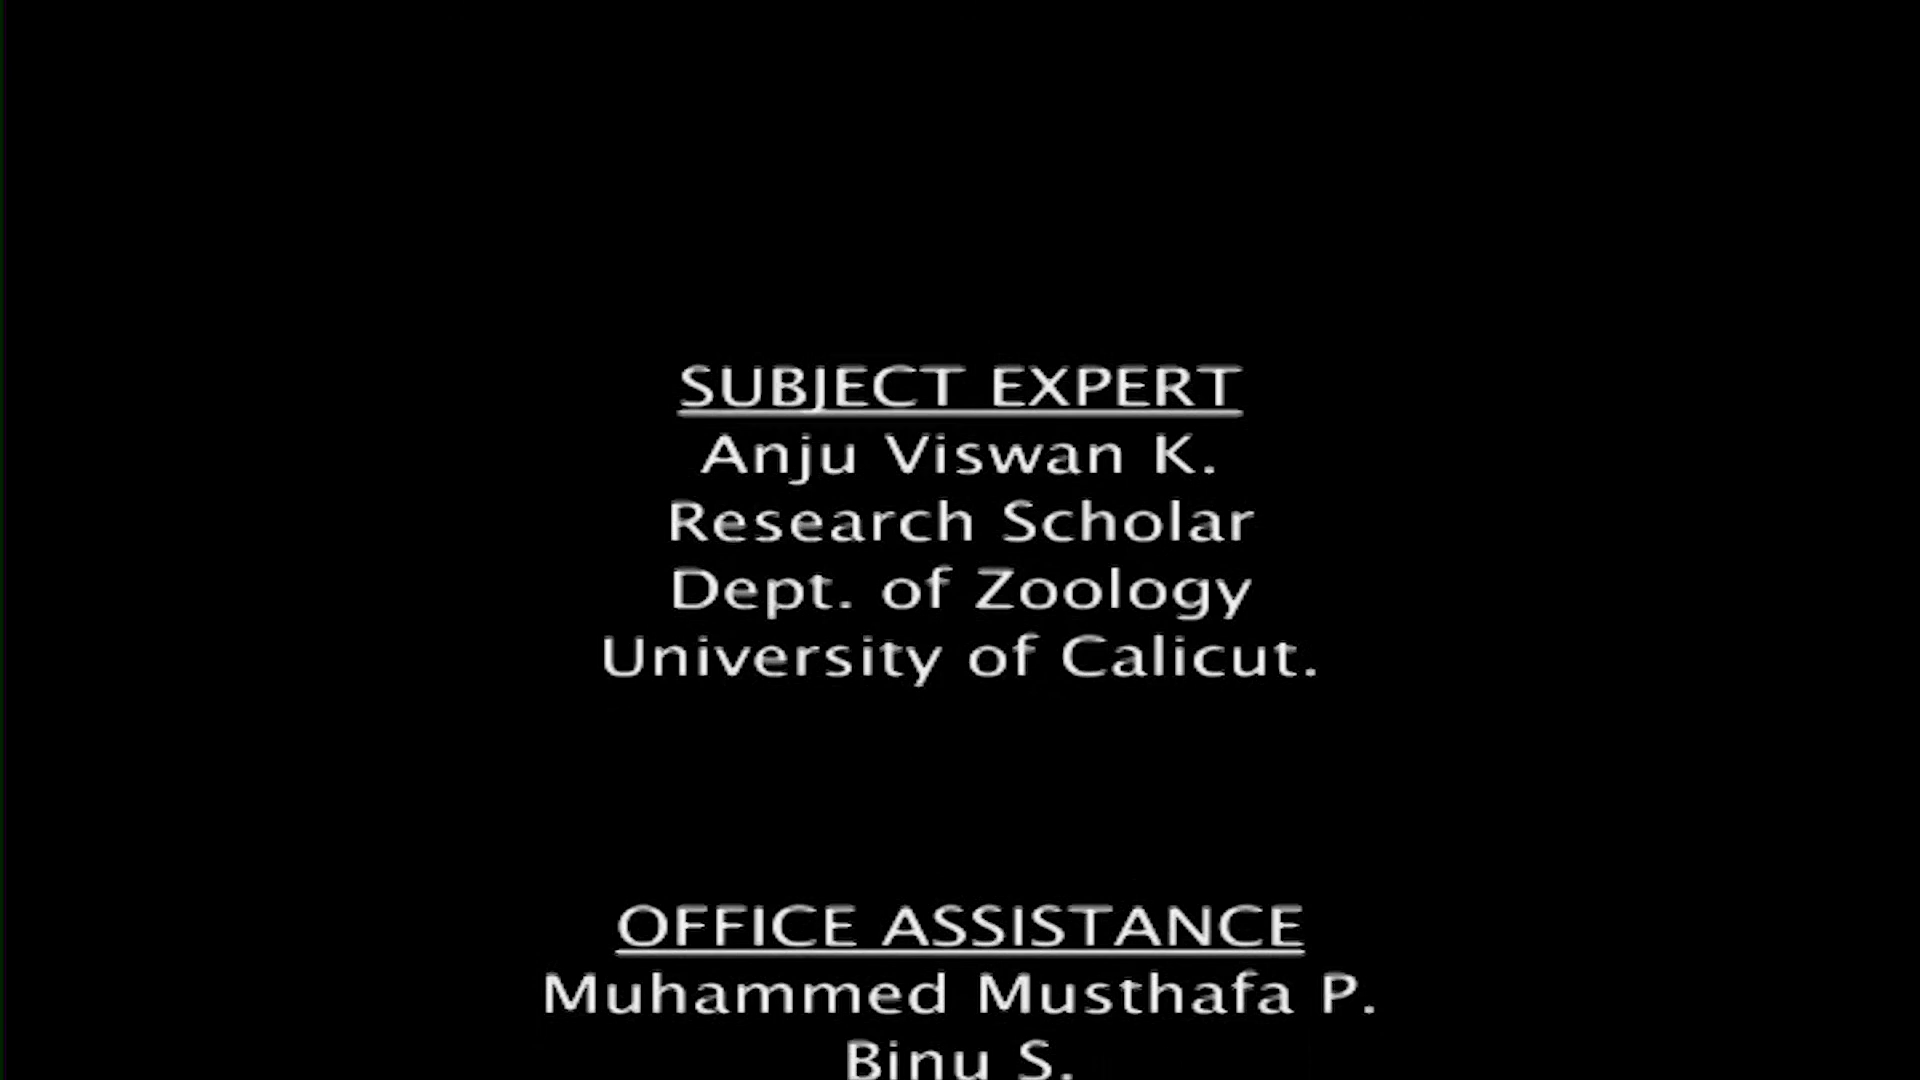 SUBJECT EXPERT
Anju Viswan K.
Research Scholar
Dept. of Zoology
University of Calicut.
OFFICE ASSISTANCE
Muhammed Musthafa P.
Binu S.